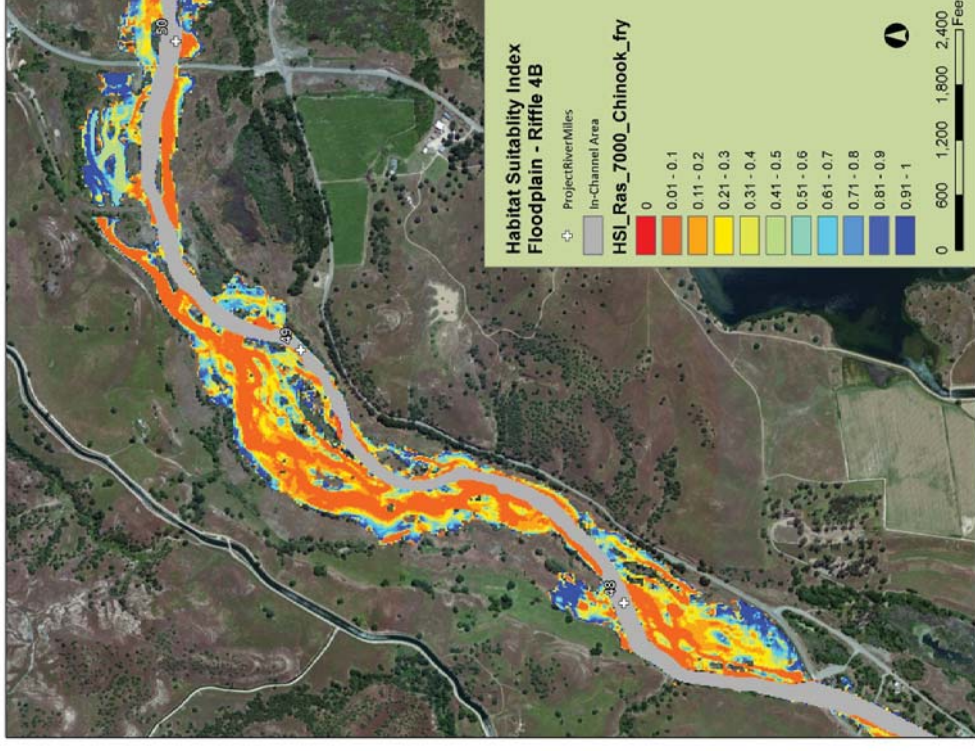 50
49
48
Habitat Suitablity Index
Floodplain - Riffle 4B
ProjectRiverMiles
In-Channel Area
HSI_Ras_7000_Chinook_fry
0
0.01 - 0.1
0.11 - 0.2
0.21 - 0.3
0.31 - 0.4
0.41 - 0.5
0.51 - 0.6
0.61 - 0.7
0.71 - 0.8
0.81 - 0.9
0.91 - 1
0 600 1,200 1,800 2,400
Feet